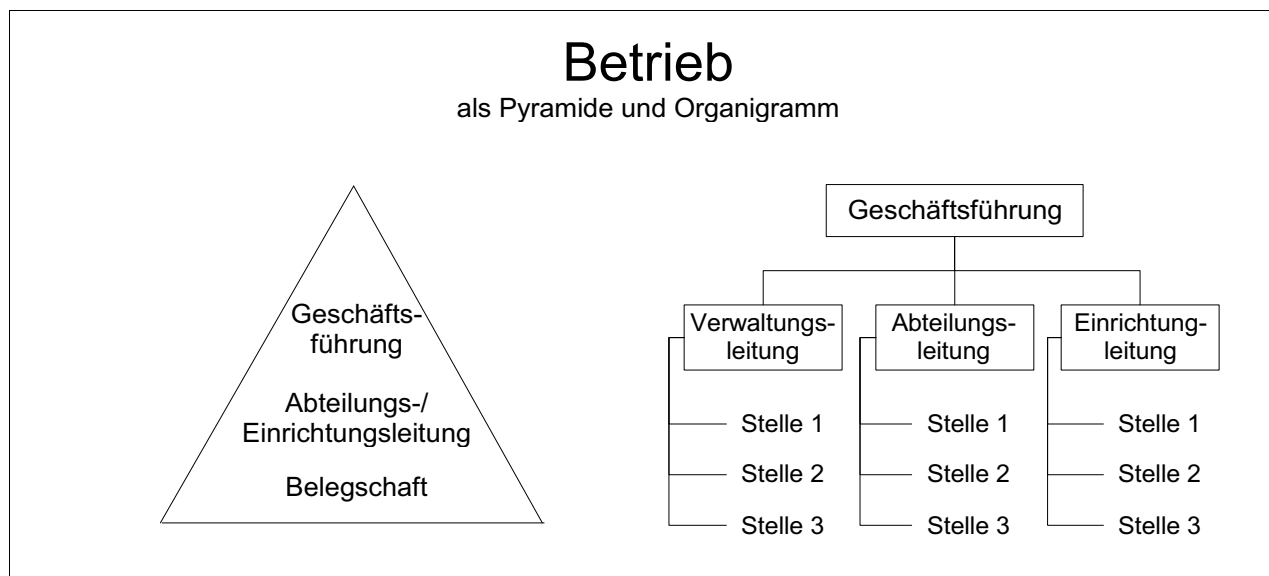 Betrieb
als Pyramide und Organigramm
Geschäfts-
führung
Abteilungs-/
Einrichtungsleitung
Belegschaft
Geschäftsführung
Verwaltungs-
leitung
Abteilungs-
leitung
Einrichtung-
leitung
Stelle 1
Stelle 2
Stelle 3
Stelle 1
Stelle 2
Stelle 3
Stelle 1
Stelle 2
Stelle 3